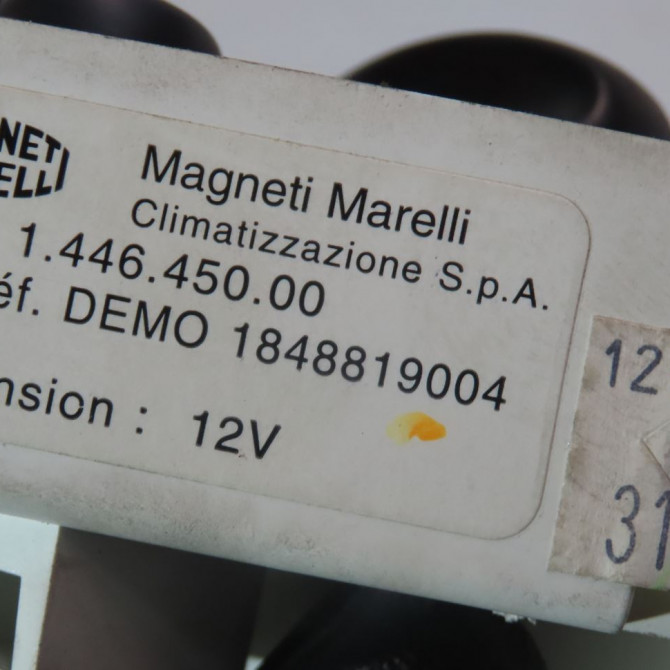 NETI
ELLI
Magneti Marelli
Climatizzazione S.p.A.
1.446.450.00
éf. DEMO 1848819004
nsion : 12V
12
31